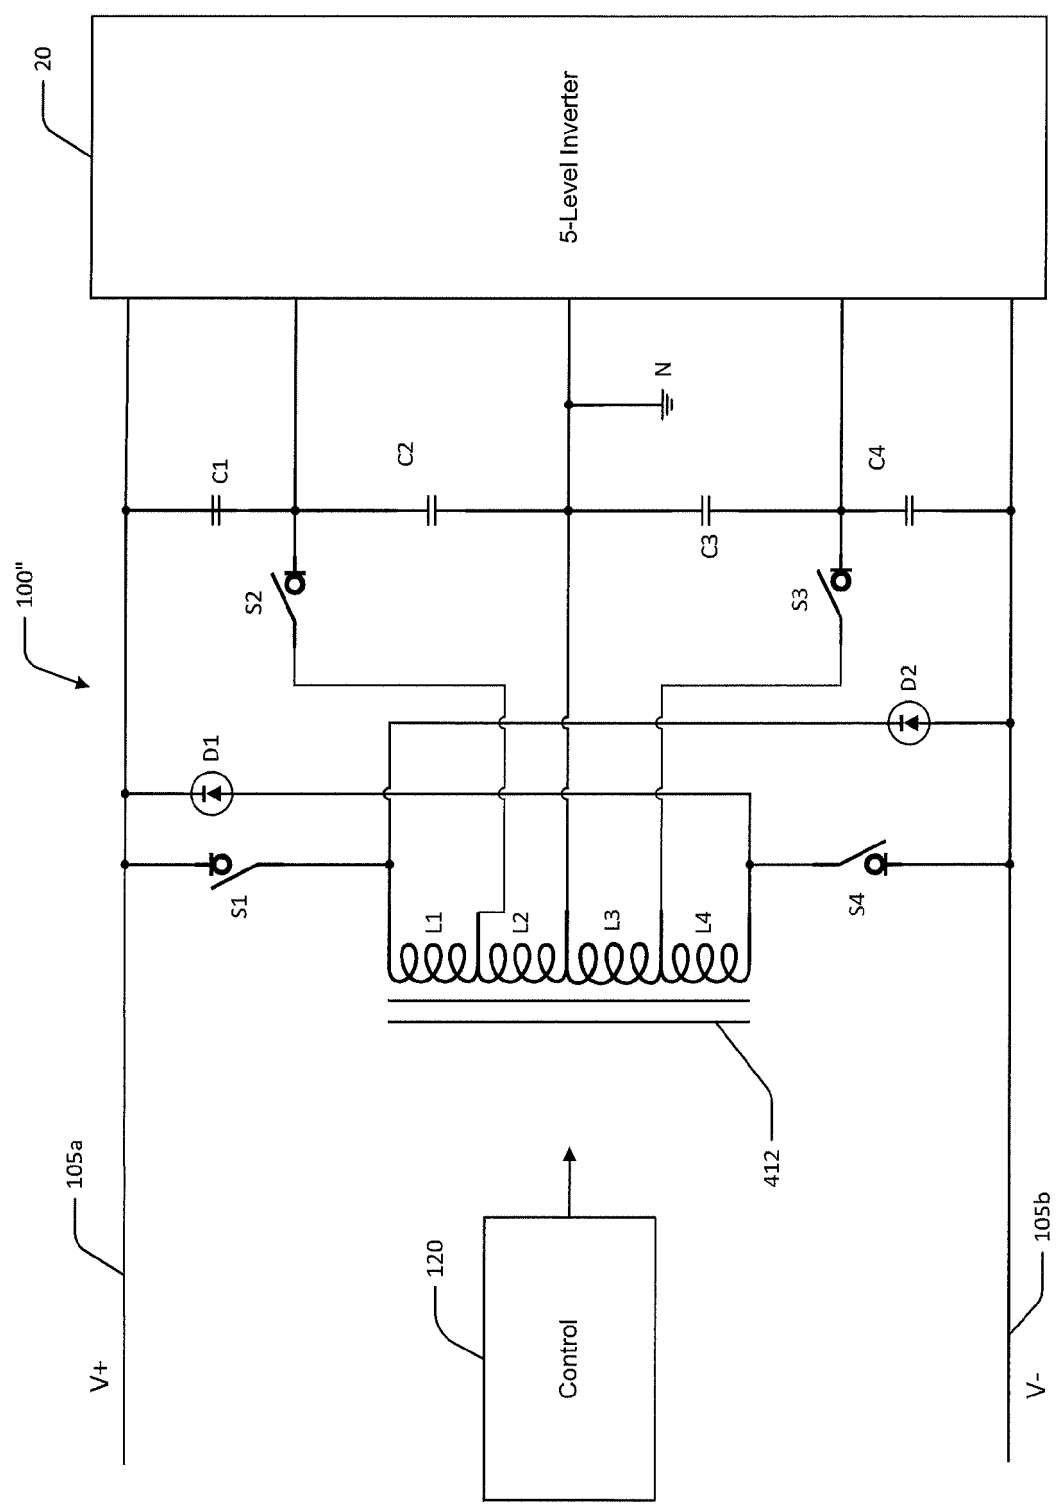 20
5-Level Inverter
N
C1
C2
C3
C4
100"
S2
S3
D1
D2
S1
S4
L1
L2
L3
L4
412
105a
105b
120
Control
V+
V-